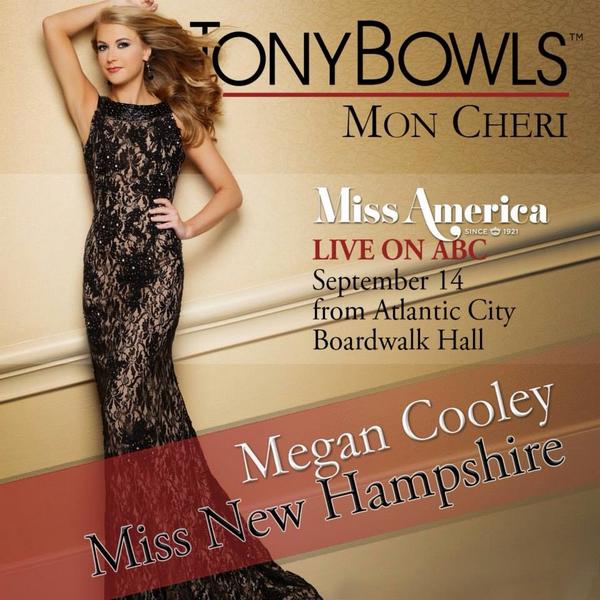 TONYBOWLS™
MON CHERI
Miss America
SINCE 1921
LIVE ON ABC
September 14
from Atlantic City
Boardwalk Hall
Megan Cooley
Miss New Hampshire